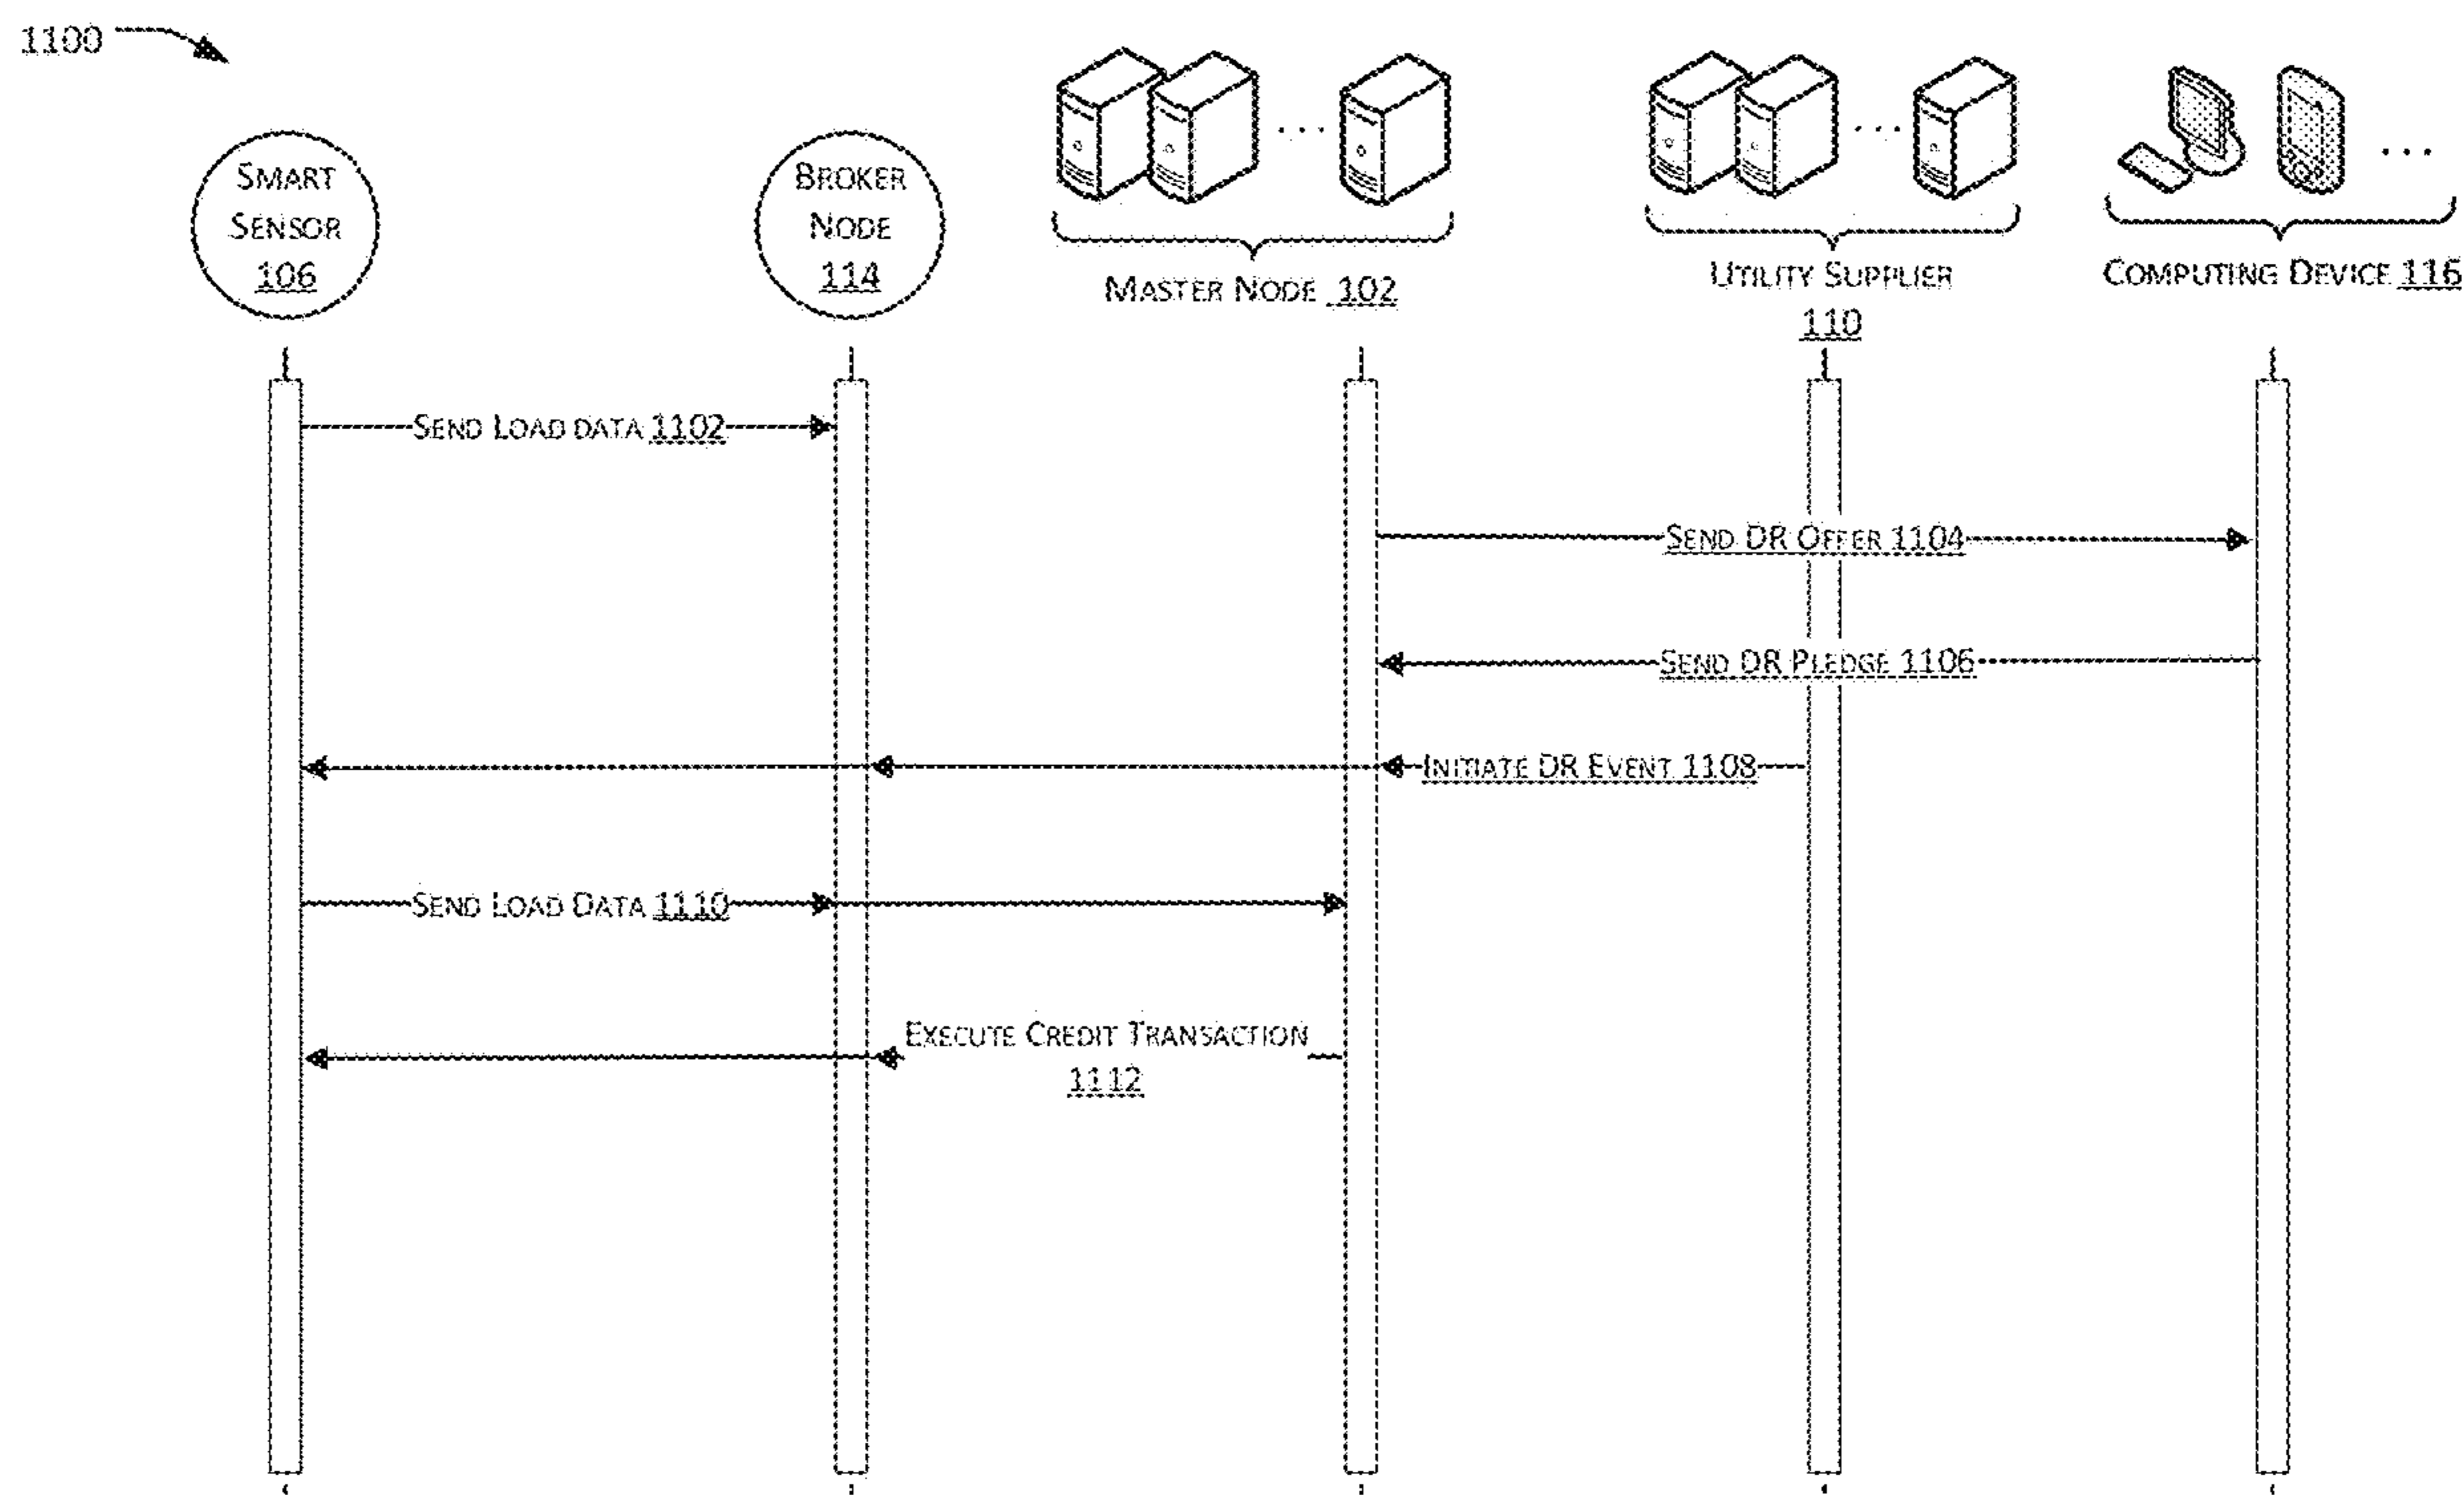 1100
SMART
SENSOR
106
BROKER
NODE
114
MASTER NODE 102
UTILITY SUPPLIER
110
COMPUTING DEVICE 116
SEND LOAD DATA 1102
SEND DR OFFER 1104
SEND DR PLEDGE 1106
INITIATE DR EVENT 1108
SEND LOAD DATA 1110
EXECUTE CREDIT TRANSACTION
1112